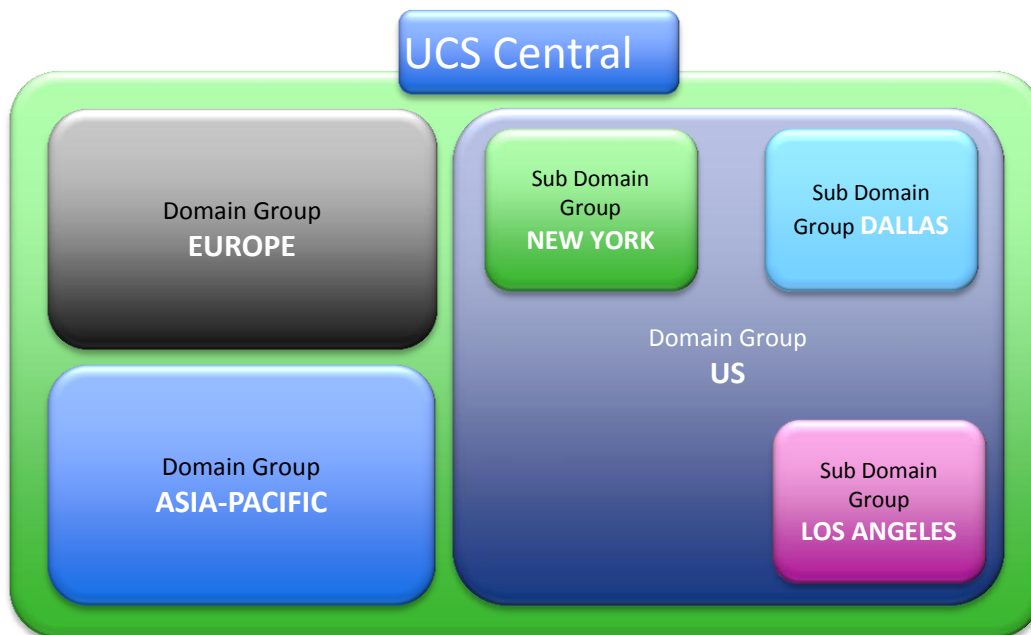 UCS Central
Domain Group
EUROPE
Sub Domain
Group
NEW YORK
Sub Domain
Group DALLAS
Domain Group
US
Domain Group
ASIA-PACIFIC
Sub Domain
Group
LOS ANGELES